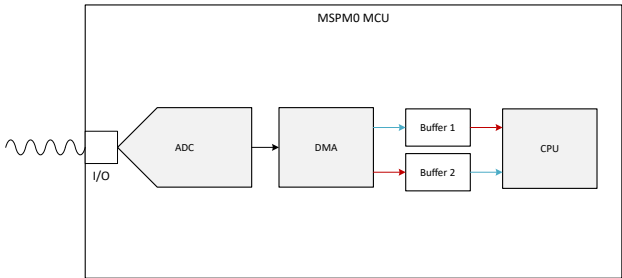 MSPM0 MCU
I/O
ADC
DMA
Buffer 1
Buffer 2
CPU